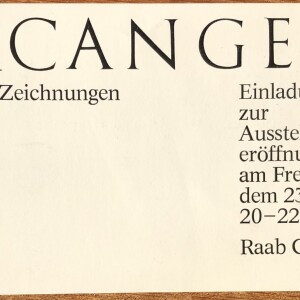 CANGE
Zeichnungen
Einladu
zur
Ausste
eröffnu
am Fre
dem 23
20–22
Raab G